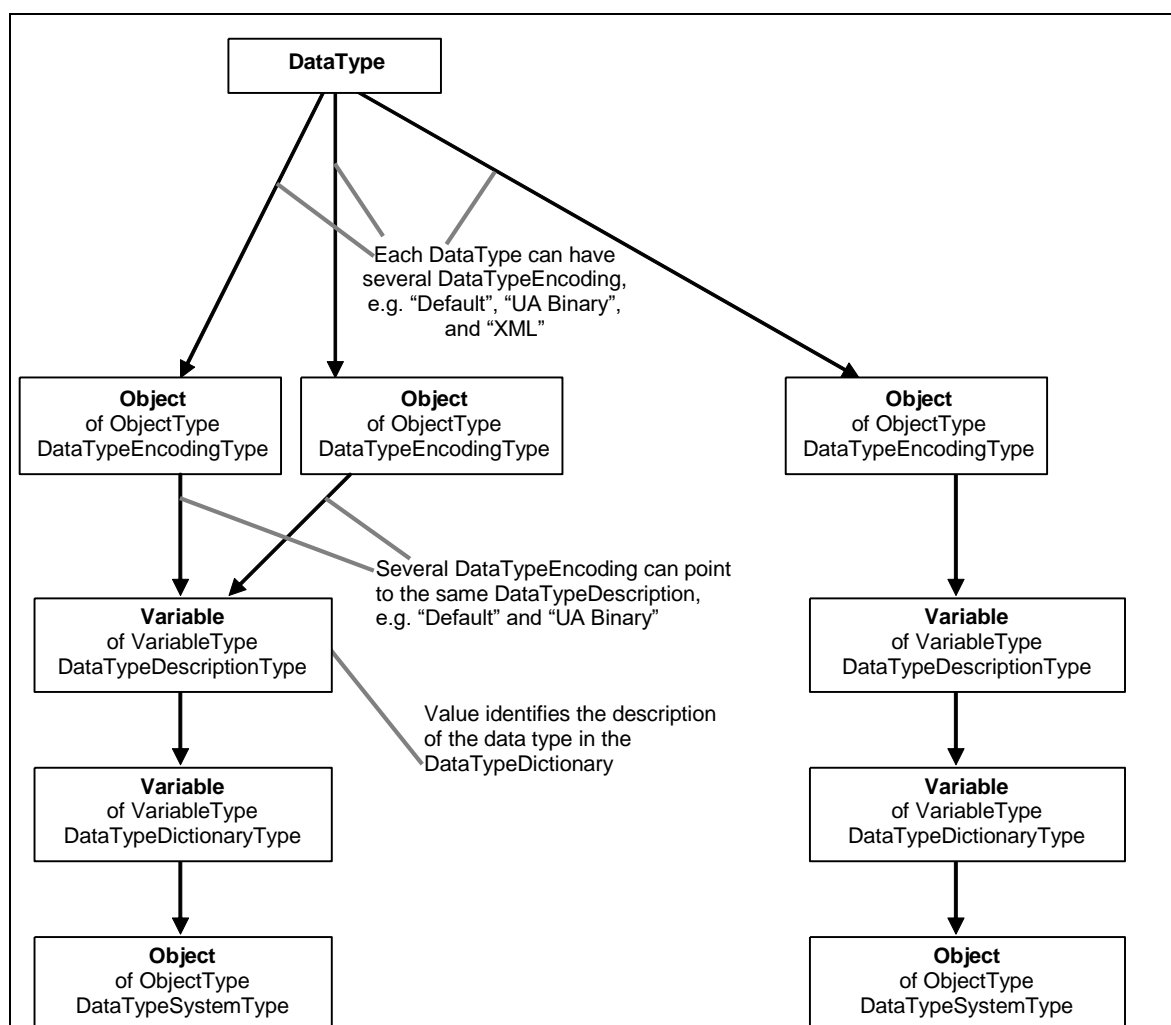 DataType
Each DataType can have
several DataTypeEncoding,
e.g. “Default”, “UA Binary”,
and “XML”
Object
of ObjectType
DataTypeEncodingType
Object
of ObjectType
DataTypeEncodingType
Object
of ObjectType
DataTypeEncodingType
Several DataTypeEncoding can point
to the same DataTypeDescription,
e.g. “Default” and “UA Binary”
Variable
of VariableType
DataTypeDescriptionType
Variable
of VariableType
DataTypeDescriptionType
Value identifies the description
of the data type in the
DataTypeDictionary
Variable
of VariableType
DataTypeDictionaryType
Variable
of VariableType
DataTypeDictionaryType
Object
of ObjectType
DataTypeSystemType
Object
of ObjectType
DataTypeSystemType